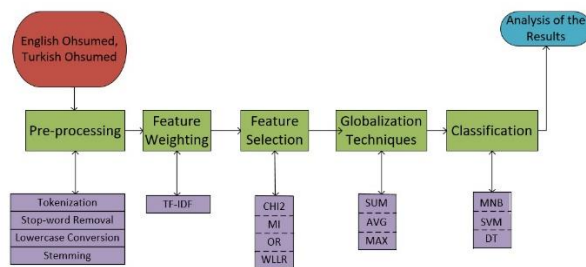 English Ohsumed,
Turkish Ohsumed
Analysis of the
Results
Pre-processing
Feature
Weighting
Feature
Selection
Globalization
Techniques
Classification
Tokenization
Stop-word Removal
Lowercase Conversion
Stemming
TF-IDF
CHI2
MI
OR
WLLR
SUM
AVG
MAX
MNB
SVM
DT